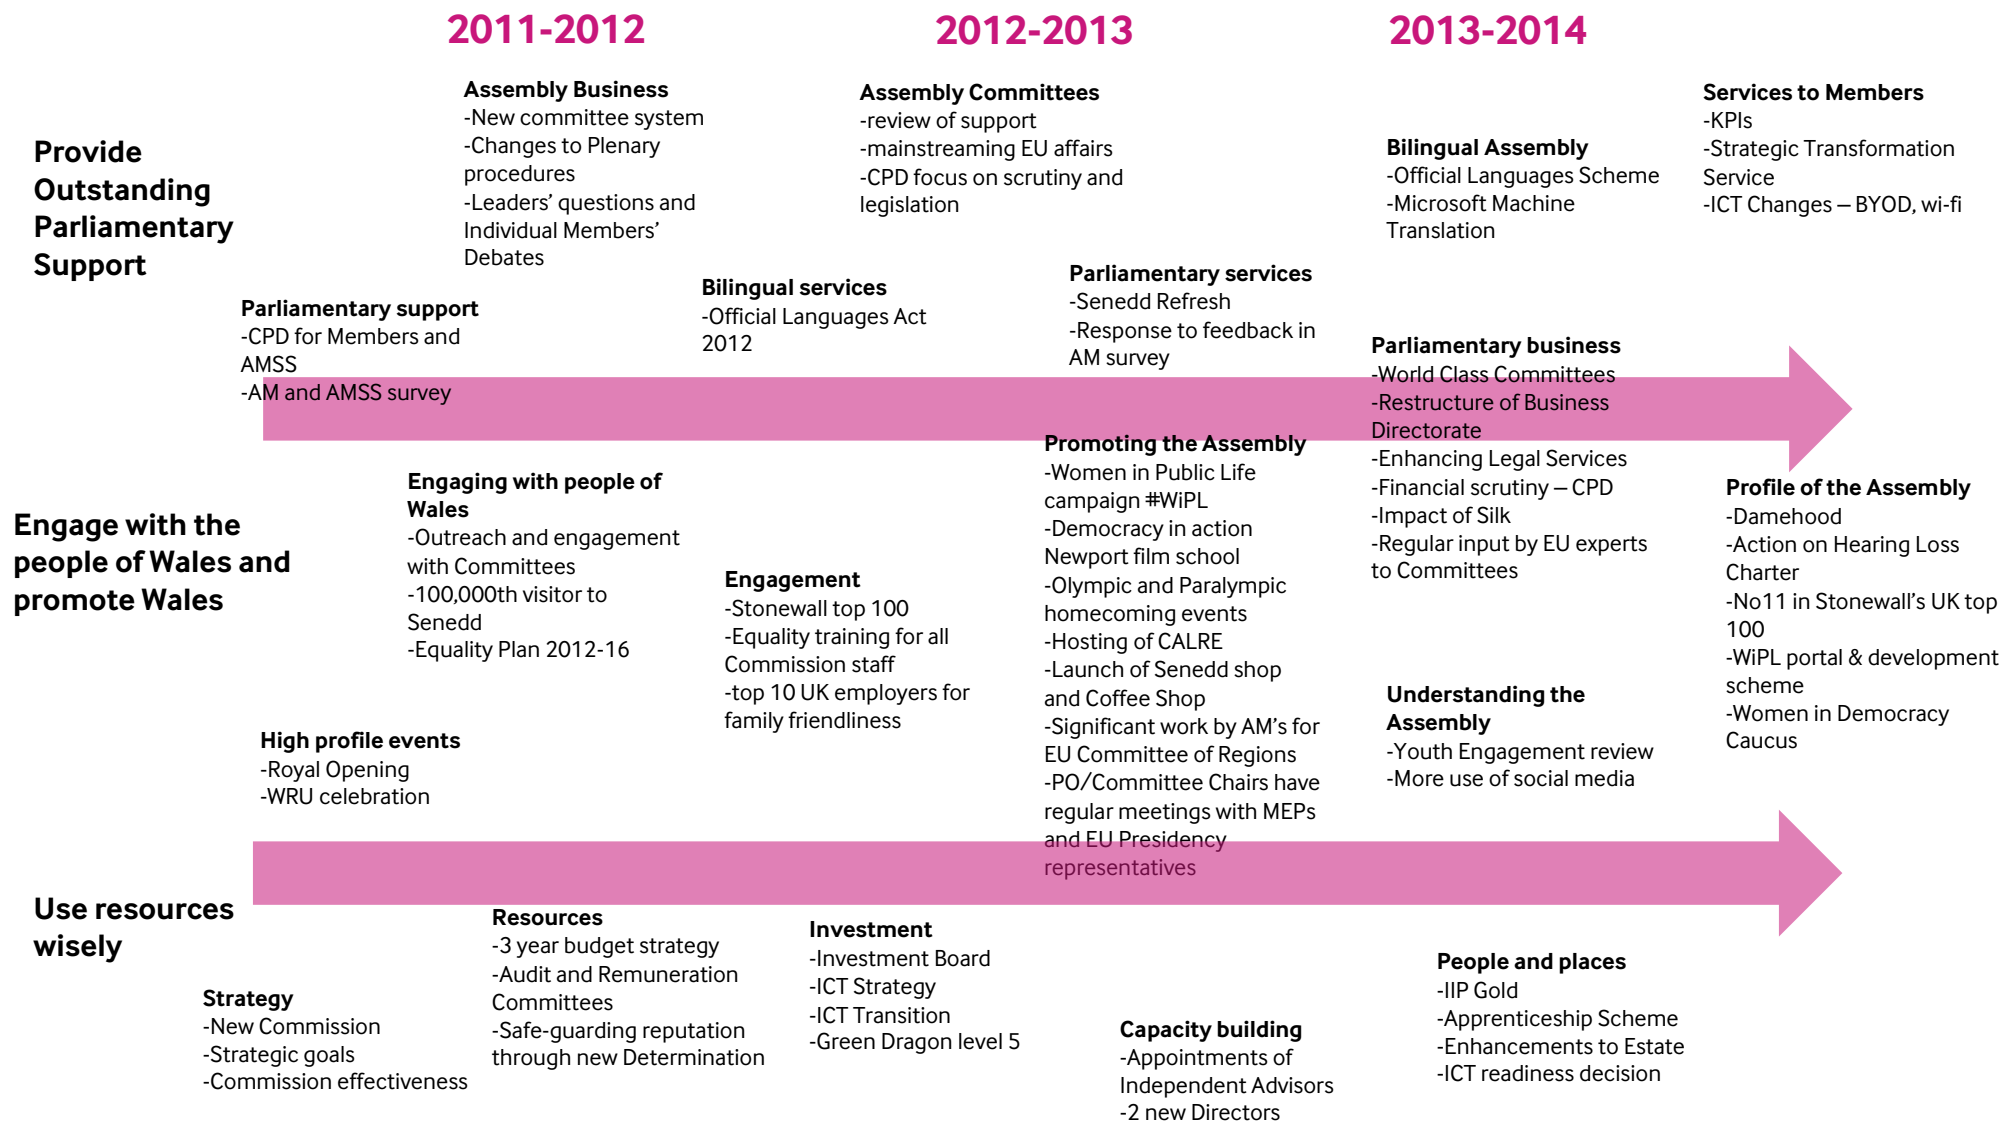 2011-2012
2012-2013
2013-2014
Provide
Outstanding
Parliamentary
Support
Assembly Business
-New committee system
-Changes to Plenary
procedures
-Leaders’ questions and
Individual Members’
Debates
Assembly Committees
-review of support
-mainstreaming EU affairs
-CPD focus on scrutiny and
legislation
Bilingual Assembly
-Official Languages Scheme
-Microsoft Machine
Translation
Services to Members
-KPIs
-Strategic Transformation
Service
-ICT Changes – BYOD, wi-fi
Parliamentary support
-CPD for Members and
AMSS
-AM and AMSS survey
Bilingual services
-Official Languages Act
2012
Parliamentary services
-Senedd Refresh
-Response to feedback in
AM survey
Parliamentary business
-World Class Committees
-Restructure of Business
Directorate
-Enhancing Legal Services
-Financial scrutiny – CPD
-Impact of Silk
-Regular input by EU experts
to Committees
Engage with the
people of Wales and
promote Wales
Engaging with people of
Wales
-Outreach and engagement
with Committees
-100,000th visitor to
Senedd
-Equality Plan 2012-16
Engagement
-Stonewall top 100
-Equality training for all
Commission staff
-top 10 UK employers for
family friendliness
Promoting the Assembly
-Women in Public Life
campaign #WiPL
-Democracy in action
Newport film school
-Olympic and Paralympic
homecoming events
-Hosting of CALRE
-Launch of Senedd shop
and Coffee Shop
-Significant work by AM’s for
EU Committee of Regions
-PO/Committee Chairs have
regular meetings with MEPs
and EU Presidency
representatives
Profile of the Assembly
-Damehood
-Action on Hearing Loss
Charter
-No11 in Stonewall’s UK top
100
-WiPL portal & development
scheme
-Women in Democracy
Caucus
High profile events
-Royal Opening
-WRU celebration
Understanding the
Assembly
-Youth Engagement review
-More use of social media
Use resources
wisely
Strategy
-New Commission
-Strategic goals
-Commission effectiveness
Resources
-3 year budget strategy
-Audit and Remuneration
Committees
-Safe-guarding reputation
through new Determination
Investment
-Investment Board
-ICT Strategy
-ICT Transition
-Green Dragon level 5
Capacity building
-Appointments of
Independent Advisors
-2 new Directors
People and places
-IIP Gold
-Apprenticeship Scheme
-Enhancements to Estate
-ICT readiness decision